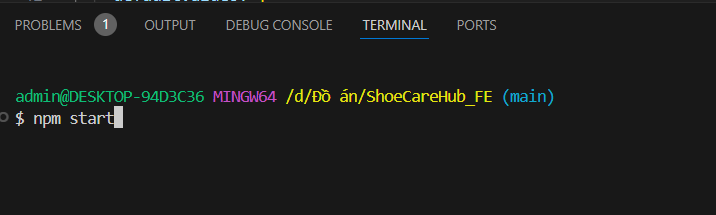 PROBLEMS 1 OUTPUT DEBUG CONSOLE TERMINAL PORTS
admin@DESKTOP-94D3C36 MINGW64 /d/Đồ án/ShoeCareHub_FE (main)
$ npm start